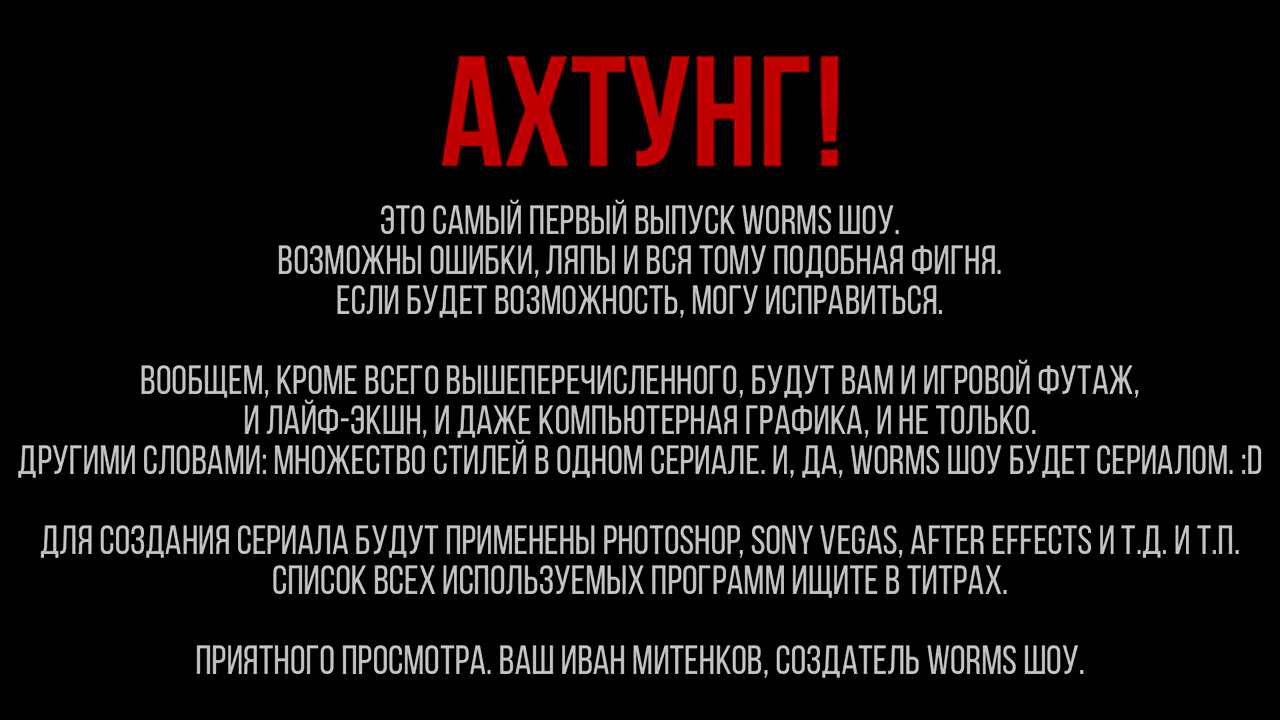 АХТУНГ!
ЭТО САМЫЙ ПЕРВЫЙ ВЫПУСК WORMS ШОУ.
ВОЗМОЖНЫ ОШИБКИ, ЛЯПЫ И ВСЯ ТОМУ ПОДОБНАЯ ФИГНЯ.
ЕСЛИ БУДЕТ ВОЗМОЖНОСТЬ, МОГУ ИСПРАВИТЬСЯ.
ВООБЩЕМ, КРОМЕ ВСЕГО ВЫШЕПЕРЕЧИСЛЕННОГО, БУДУТ ВАМ И ИГРОВОЙ ФУТАЖ,
И ЛАЙФ-ЭКШН, И ДАЖЕ КОМПЬЮТЕРНАЯ ГРАФИКА, И НЕ ТОЛЬКО.
ДРУГИМИ СЛОВАМИ: МНОЖЕСТВО СТИЛЕЙ В ОДНОМ СЕРИАЛЕ. И, ДА, WORMS ШОУ БУДЕТ СЕРИАЛОМ. :D
ДЛЯ СОЗДАНИЯ СЕРИАЛА БУДУТ ПРИМЕНЕНЫ PHOTOSHOP, SONY VEGAS, AFTER EFFECTS И Т.Д. И Т.П.
СПИСОК ВСЕХ ИСПОЛЬЗУЕМЫХ ПРОГРАММ ИЩИТЕ В ТИТРАХ.
ПРИЯТНОГО ПРОСМОТРА. ВАШ ИВАН МИТЕНКОВ, СОЗДАТЕЛЬ WORMS ШОУ.